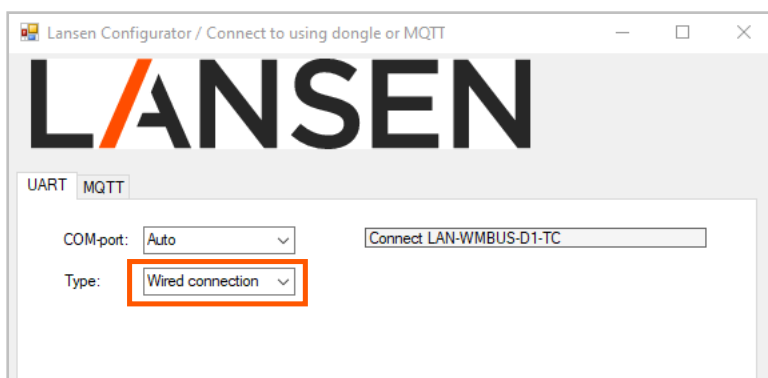 Lansen Configurator / Connect to using dongle or MQTT
LANSEN
UART MQTT
COM-port: Auto Connect LAN-WMBUS-D1-TC
Type: Wired connection